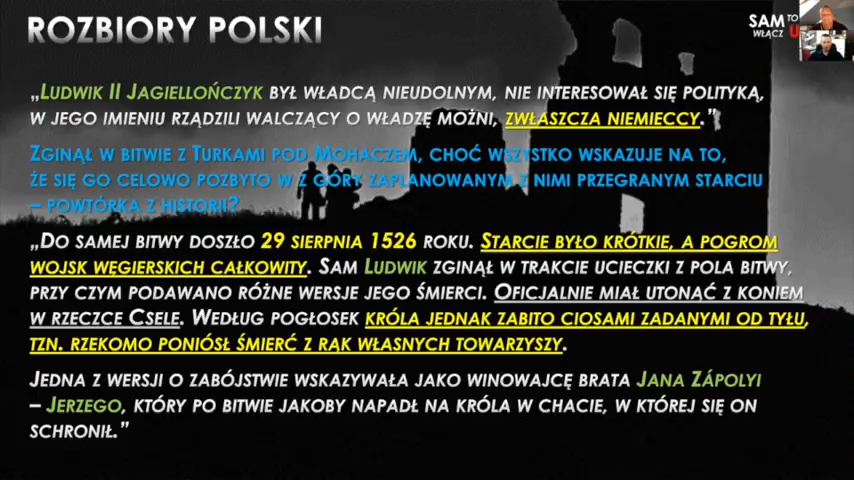 ROZBIORY POLSKI
SAM TO
WŁĄCZ U
„LUDWIK II JAGIELLOŃCZYK BYŁ WŁADCĄ NIEUDOLNYM, NIE INTERESOWAŁ SIĘ POLITYKĄ,
W JEGO IMIENIU RZĄDZILI WALCZĄCY O WŁADZĘ MOŻNI, ZWŁASZCZA NIEMIECCY.”
ZGINĄŁ W BITWIE Z TURKAMI POD MOHACZEM, CHOĆ WSZYSTKO WSKAZUJE NA TO,
ŻE SIĘ GO CELOWO POZBYTO W Z GÓRY ZAPLANOWANYM Z NIMI PRZEGRANYM STARCIU
– POWTÓRKA Z HISTORII?
„DO SAMEJ BITWY DOSZŁO 29 SIERPNIA 1526 ROKU. STARCIE BYŁO KRÓTKIE, A POGROM
WOJSK WĘGIERSKICH CAŁKOWITY. SAM LUDWIK ZGINĄŁ W TRAKCIE UCIECZKI Z POLA BITWY,
PRZY CZYM PODAWANO RÓŻNE WERSJE JEGO ŚMIERCI. OFICJALNIE MIAŁ UTONĄĆ Z KONIEM
W RZECZCE CSELE. WEDŁUG POGŁOSEK KRÓLA JEDNAK ZABITO CIOSAMI ZADANYMI OD TYŁU,
TZN. RZEKOMO PONIÓSŁ ŚMIERĆ Z RĄK WŁASNYCH TOWARZYSZY.
JEDNA Z WERSJI O ZABÓJSTWIE WSKAZYWAŁA JAKO WINOWAJCĘ BRATA JANA ZÁPOLYI
– JERZEGO, KTÓRY PO BITWIE JAKOBY NAPADŁ NA KRÓLA W CHACIE, W KTÓREJ SIĘ ON
SCHRONIŁ.”